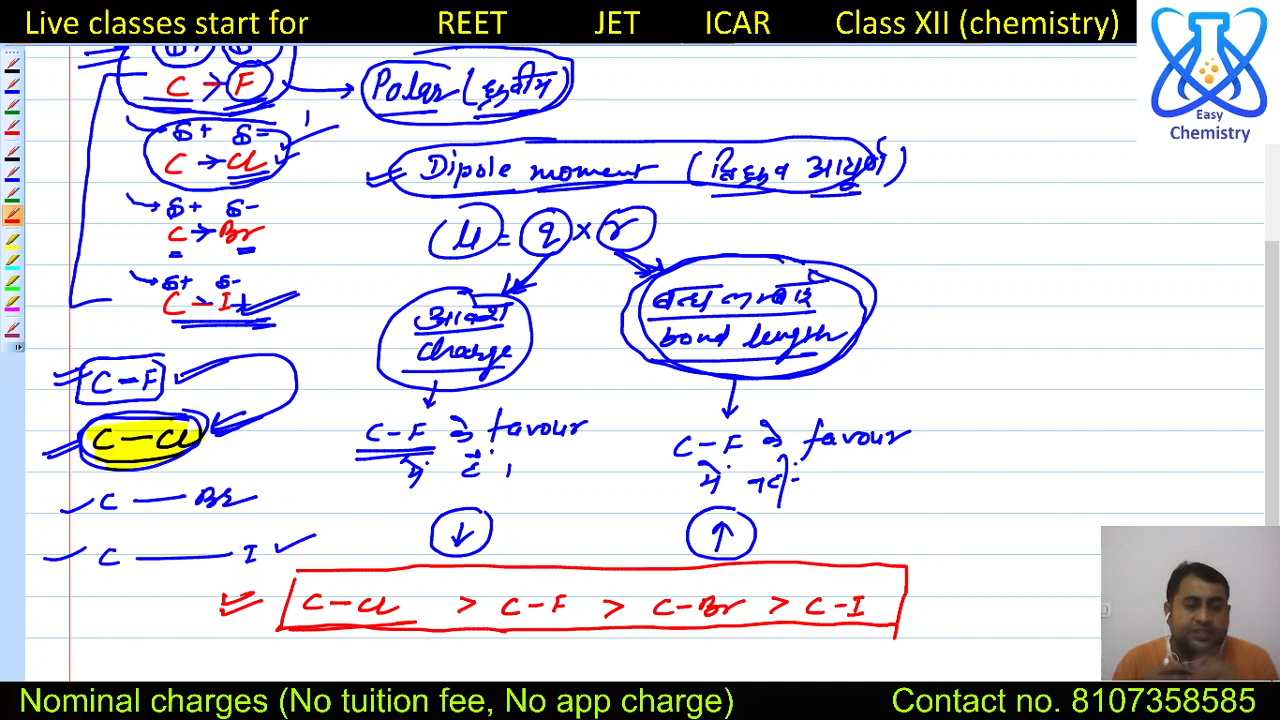 Live classes start for REET JET ICAR Class XII (chemistry)
Easy
Chemistry
δ+ δ-
C → F Polar (ध्रुवीय)
δ+ δ=
C → Cl
Dipole moment (द्विध्रुव आघूर्ण)
δ+ δ-
C → Br
μ = q × r
δ+ δ-
C - I
आवेश
charge
बन्ध लम्बाई
bond length
C - F
C - Cl
C - F के favour
में है।
C - F के favour
में नहीं
C - Br
C - I
↓ ↑
C - Cl > C - F > C - Br > C - I
Nominal charges (No tuition fee, No app charge) Contact no. 8107358585